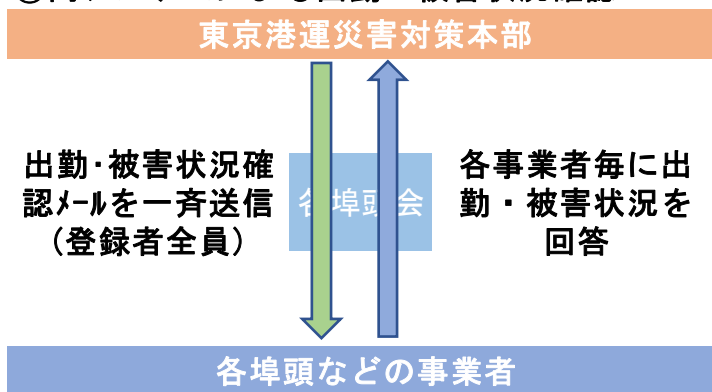 東京港運災害対策本部
出勤・被害状況確
認ﾒｰﾙを一斉送信
(登録者全員)
各埠頭会
各事業者毎に出
勤・被害状況を
回答
各埠頭などの事業者